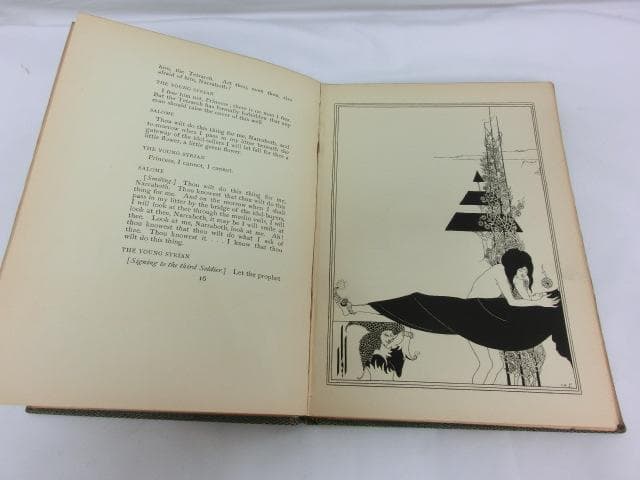 him, the Tetrarch. Art thou, even thou, also
afraid of him, Narraboth?
THE YOUNG SYRIAN
I fear him not, Princess; there is no man I fear.
But the Tetrarch has formally forbidden that any
man should raise the cover of this well.
SALOME
Thou wilt do this thing for me, Narraboth, and
to-morrow when I pass in my litter beneath the
gateway of the idol-sellers I will let fall for thee a
little flower, a little green flower.
THE YOUNG SYRIAN
Princess, I cannot, I cannot.
SALOME
[Smiling.] Thou wilt do this thing for me,
Narraboth. Thou knowest that thou wilt do this
thing for me. And on the morrow when I shall
pass in my litter by the bridge of the idol-buyers,
I will look at thee through the muslin veils, I will
look at thee, Narraboth, it may be I will smile at
thee. Look at me, Narraboth, look at me. Ah!
thou knowest that thou wilt do what I ask of
thee. Thou knowest it . . . I know that thou
wilt do this thing.
THE YOUNG SYRIAN
[Signing to the third Soldier.] Let the prophet
16